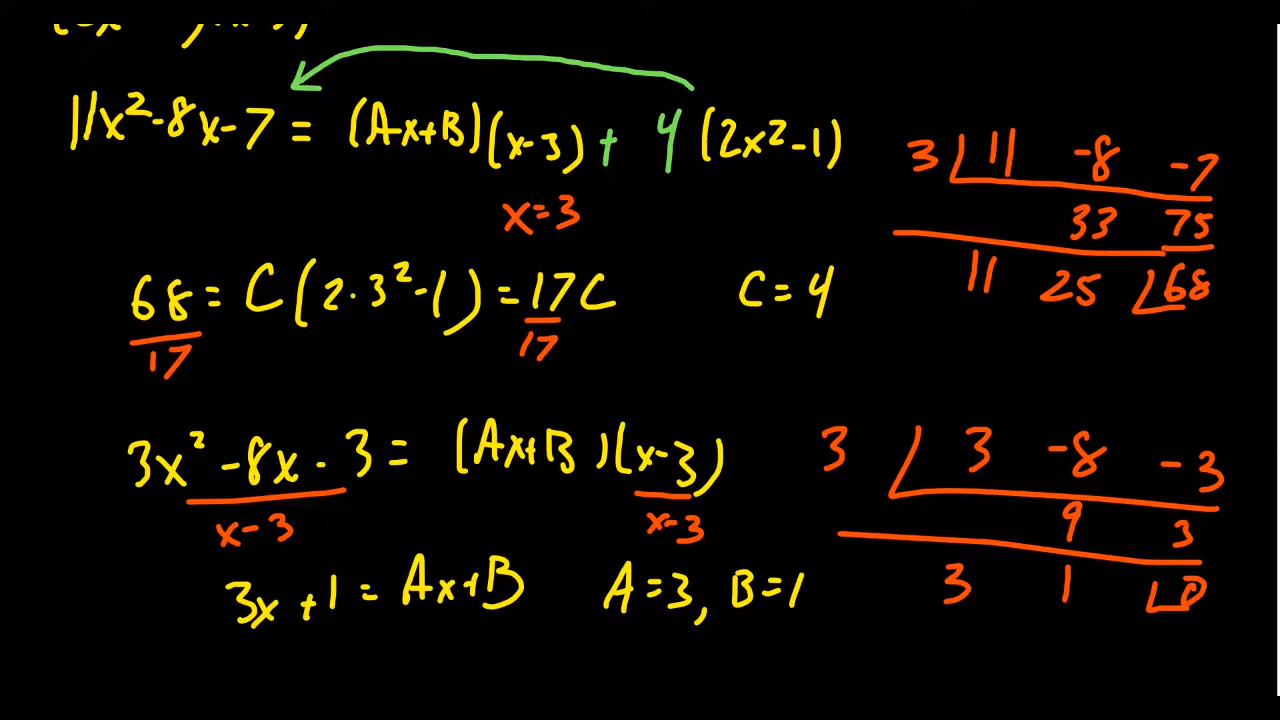 11x² - 8x - 7 = (Ax+B)(x-3) + 4(2x²-1)
x=3
68 = C(2·3²-1) = 17C C=4
17 17
3x² - 8x - 3 = (Ax+B)(x-3)
x-3 x-3
3x+1 = Ax+B A=3, B=1
3 | 11 -8 -7
33 75
11 25 |68
3 | 3 -8 -3
9 3
3 1 |0